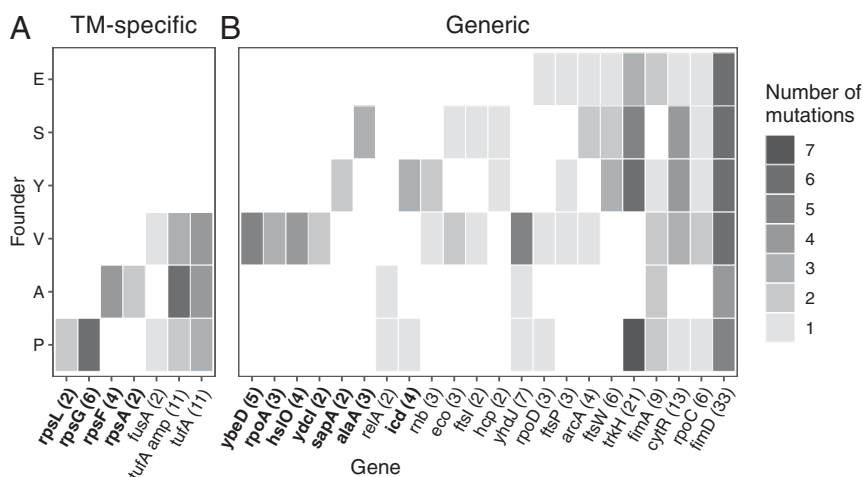 A
TM-specific
B
Generic
Founder
E
S
Y
V
A
P
rpsL (2)
rpsG (6)
rpsF (4)
rpsA (2)
fusA (2)
tufA amp (11)
tufA (11)
ybeD (5)
rpoA (3)
hslO (4)
ydcI (2)
sapA (2)
alaA (3)
relA (2)
icd (4)
rnb (3)
eco (3)
ftsI (2)
hcp (2)
yhdJ (7)
rpoD (3)
ftsP (3)
arcA (4)
ftsW (6)
trkH (21)
fimA (9)
cytR (13)
rpoC (6)
fimD (33)
Gene
Number of
mutations
7
6
5
4
3
2
1